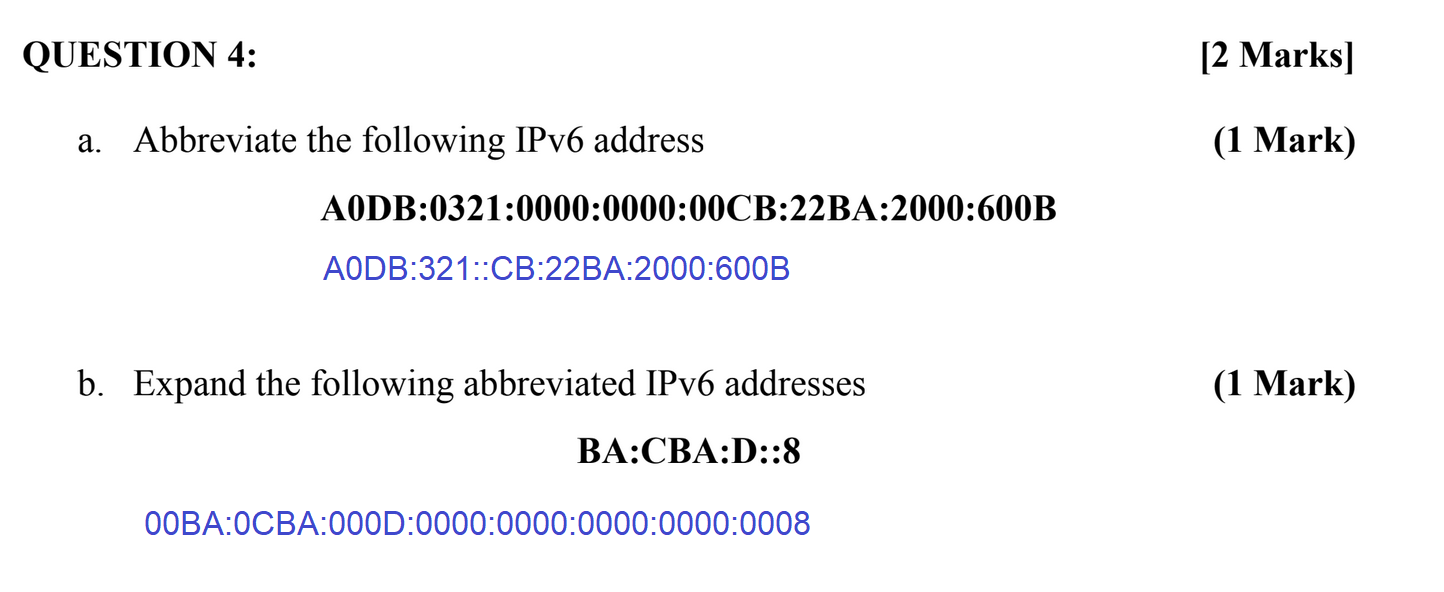 QUESTION 4: [2 Marks]
a. Abbreviate the following IPv6 address (1 Mark)
A0DB:0321:0000:0000:00CB:22BA:2000:600B
A0DB:321::CB:22BA:2000:600B
b. Expand the following abbreviated IPv6 addresses (1 Mark)
BA:CBA:D::8
00BA:0CBA:000D:0000:0000:0000:0000:0008